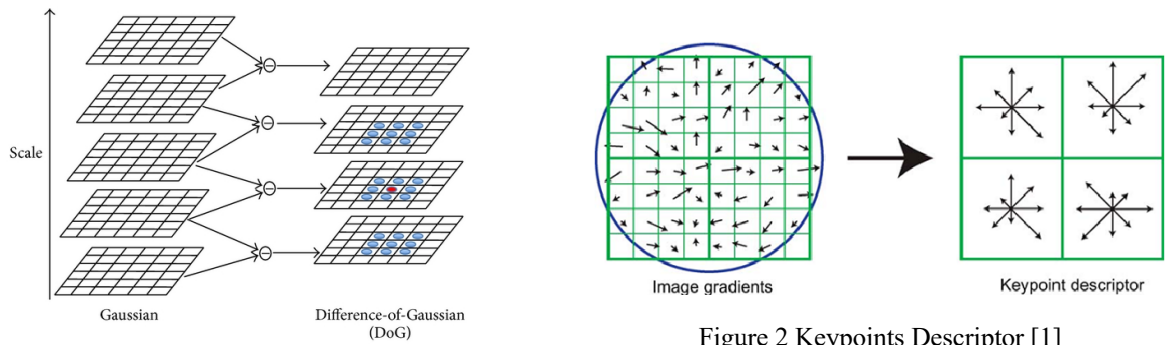 Scale
Gaussian
Difference-of-Gaussian
(DoG)
Image gradients
Keypoint descriptor
Figure 2 Keypoints Descriptor [1]